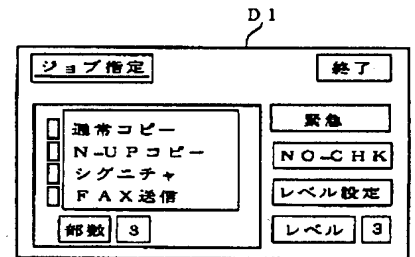 D1
ジョブ指定
終了
通常コピー
N-UPコピー
シグニチャ
FAX送信
部数 3
緊急
NO-CHK
レベル設定
レベル 3